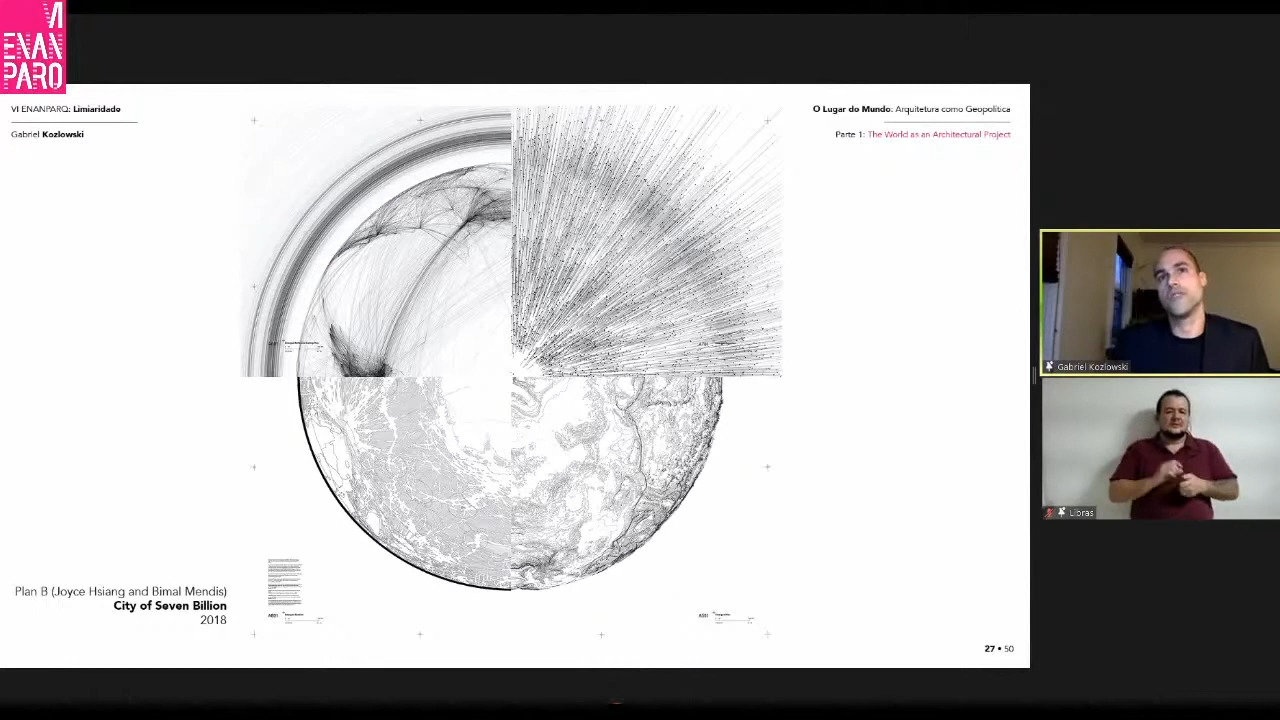 VI
ENAN
PARQ
VI ENANPARQ: Limiaridade
Gabriel Kozlowski
O Lugar do Mundo: Arquitetura como Geopolítica
Parte 1: The World as an Architectural Project
Plan B (Joyce Hsiang and Bimal Mendis)
City of Seven Billion
2018
27 • 50
Gabriel Kozlowski
Libras